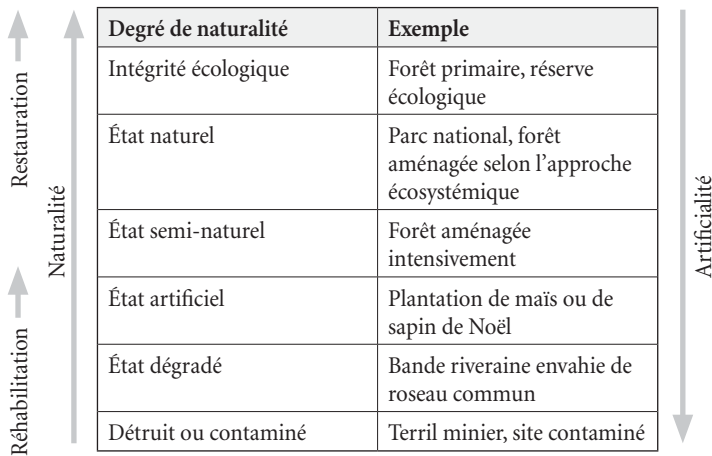 Degré de naturalité Exemple
Intégrité écologique Forêt primaire, réserve
écologique
État naturel Parc national, forêt
aménagée selon l'approche
écosystémique
État semi-naturel Forêt aménagée
intensivement
État artificiel Plantation de maïs ou de
sapin de Noël
État dégradé Bande riveraine envahie de
roseau commun
Détruit ou contaminé Terril minier, site contaminé
Restauration
Réhabilitation
Naturalité
Artificialité